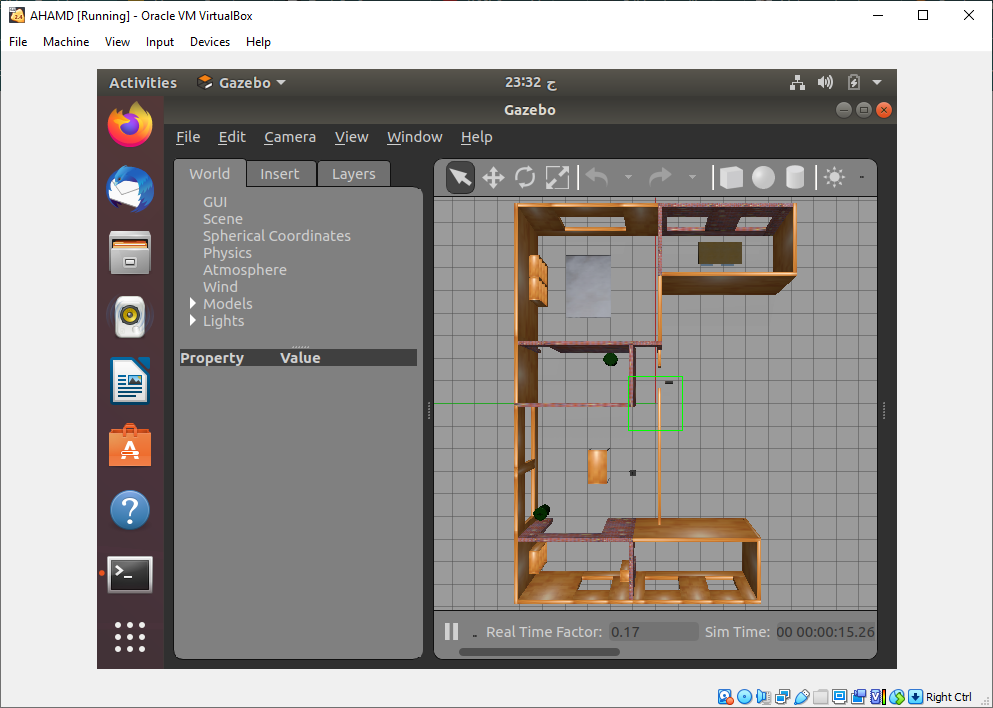 AHAMD [Running] - Oracle VM VirtualBox
File Machine View Input Devices Help
Activities Gazebo 23:32 ج
Gazebo
File Edit Camera View Window Help
World Insert Layers
GUI
Scene
Spherical Coordinates
Physics
Atmosphere
Wind
Models
Lights
Property Value
Real Time Factor: 0.17 Sim Time: 00 00:00:15.26
Right Ctrl